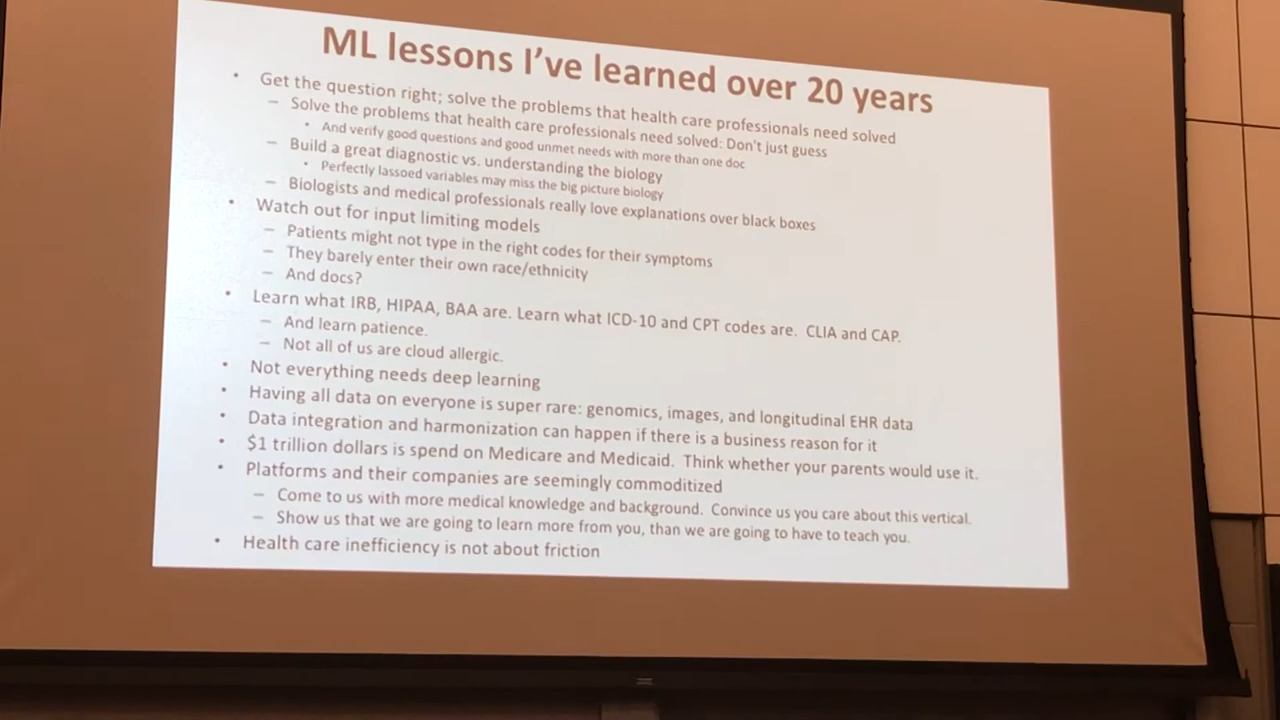 ML lessons I've learned over 20 years
• Get the question right; solve the problems that health care professionals need solved
– Solve the problems that health care professionals need solved: Don't just guess
• And verify good questions and good unmet needs with more than one doc
– Build a great diagnostic vs. understanding the biology
• Perfectly lassoed variables may miss the big picture biology
– Biologists and medical professionals really love explanations over black boxes
• Watch out for input limiting models
– Patients might not type in the right codes for their symptoms
– They barely enter their own race/ethnicity
– And docs?
• Learn what IRB, HIPAA, BAA are. Learn what ICD-10 and CPT codes are. CLIA and CAP.
– And learn patience.
– Not all of us are cloud allergic.
• Not everything needs deep learning
• Having all data on everyone is super rare: genomics, images, and longitudinal EHR data
• Data integration and harmonization can happen if there is a business reason for it
• $1 trillion dollars is spend on Medicare and Medicaid. Think whether your parents would use it.
• Platforms and their companies are seemingly commoditized
– Come to us with more medical knowledge and background. Convince us you care about this vertical.
– Show us that we are going to learn more from you, than we are going to have to teach you.
• Health care inefficiency is not about friction